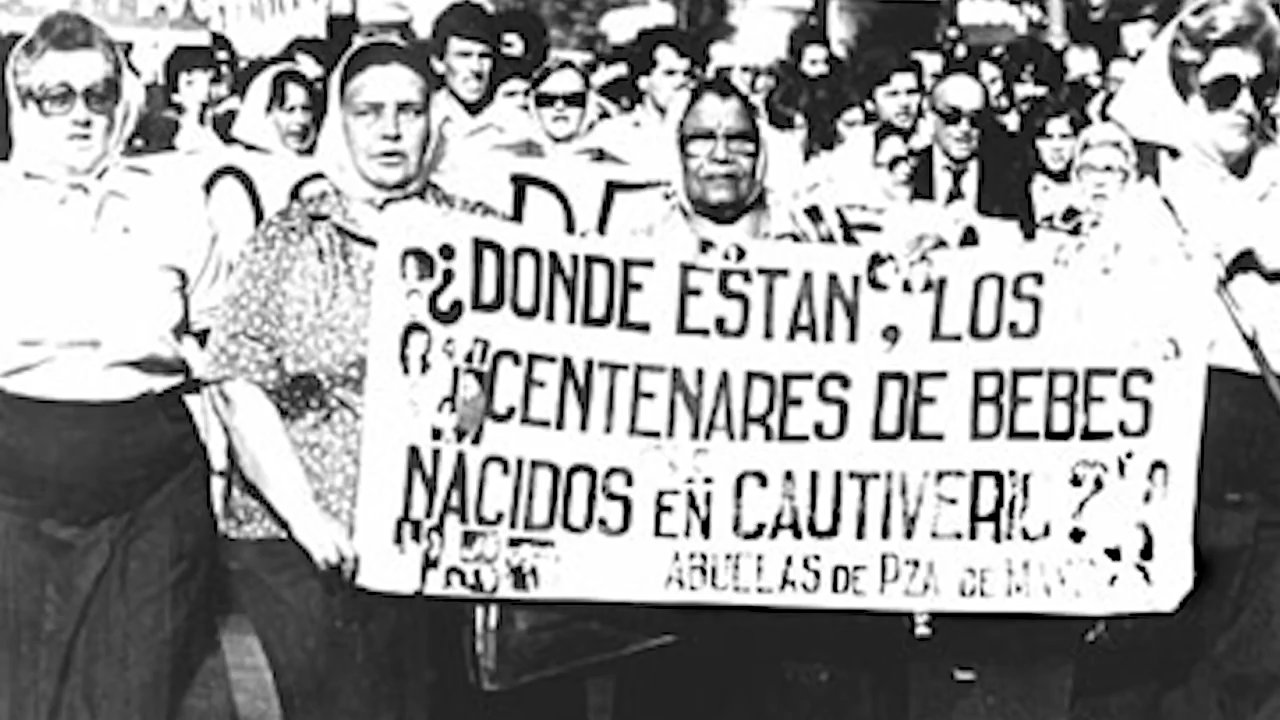 ¿DONDE ESTAN, LOS
CENTENARES DE BEBES
NACIDOS EN CAUTIVERIO?
ABUELAS DE PZA DE